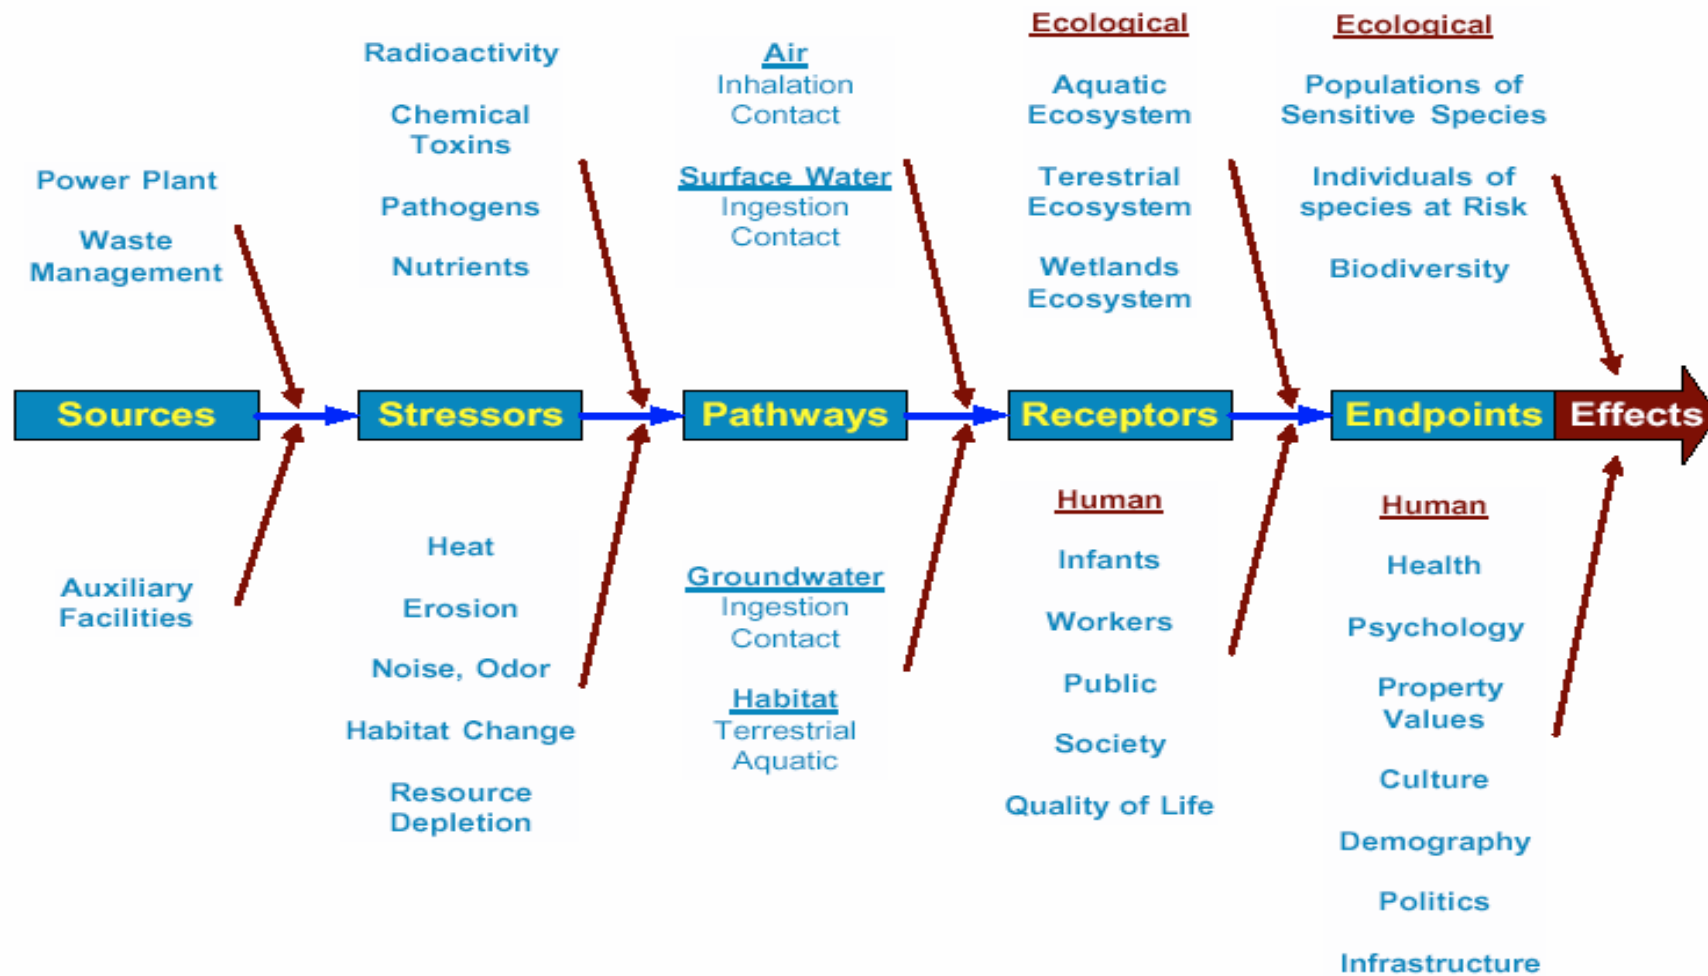 Power Plant
Waste
Management
Radioactivity
Chemical
Toxins
Pathogens
Nutrients
Air
Inhalation
Contact
Surface Water
Ingestion
Contact
Ecological
Aquatic
Ecosystem
Terestrial
Ecosystem
Wetlands
Ecosystem
Ecological
Populations of
Sensitive Species
Individuals of
species at Risk
Biodiversity
Sources
Stressors
Pathways
Receptors
Endpoints
Effects
Auxiliary
Facilities
Heat
Erosion
Noise, Odor
Habitat Change
Resource
Depletion
Groundwater
Ingestion
Contact
Habitat
Terrestrial
Aquatic
Human
Infants
Workers
Public
Society
Quality of Life
Human
Health
Psychology
Property
Values
Culture
Demography
Politics
Infrastructure